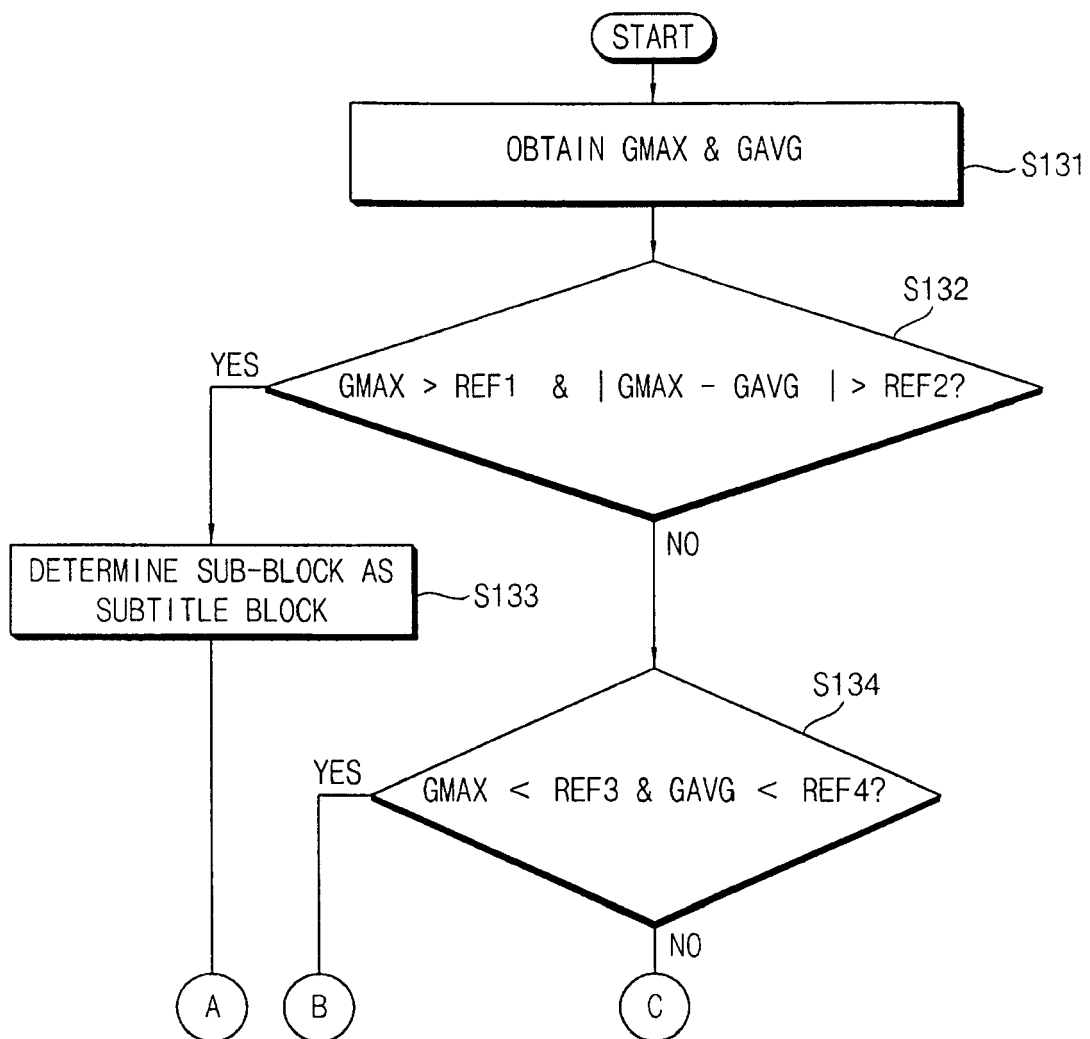 START
OBTAIN GMAX & GAVG
S131
S132
YES
GMAX > REF1 & | GMAX - GAVG | > REF2?
NO
DETERMINE SUB-BLOCK AS
SUBTITLE BLOCK
S133
S134
YES
GMAX < REF3 & GAVG < REF4?
NO
A
B
C